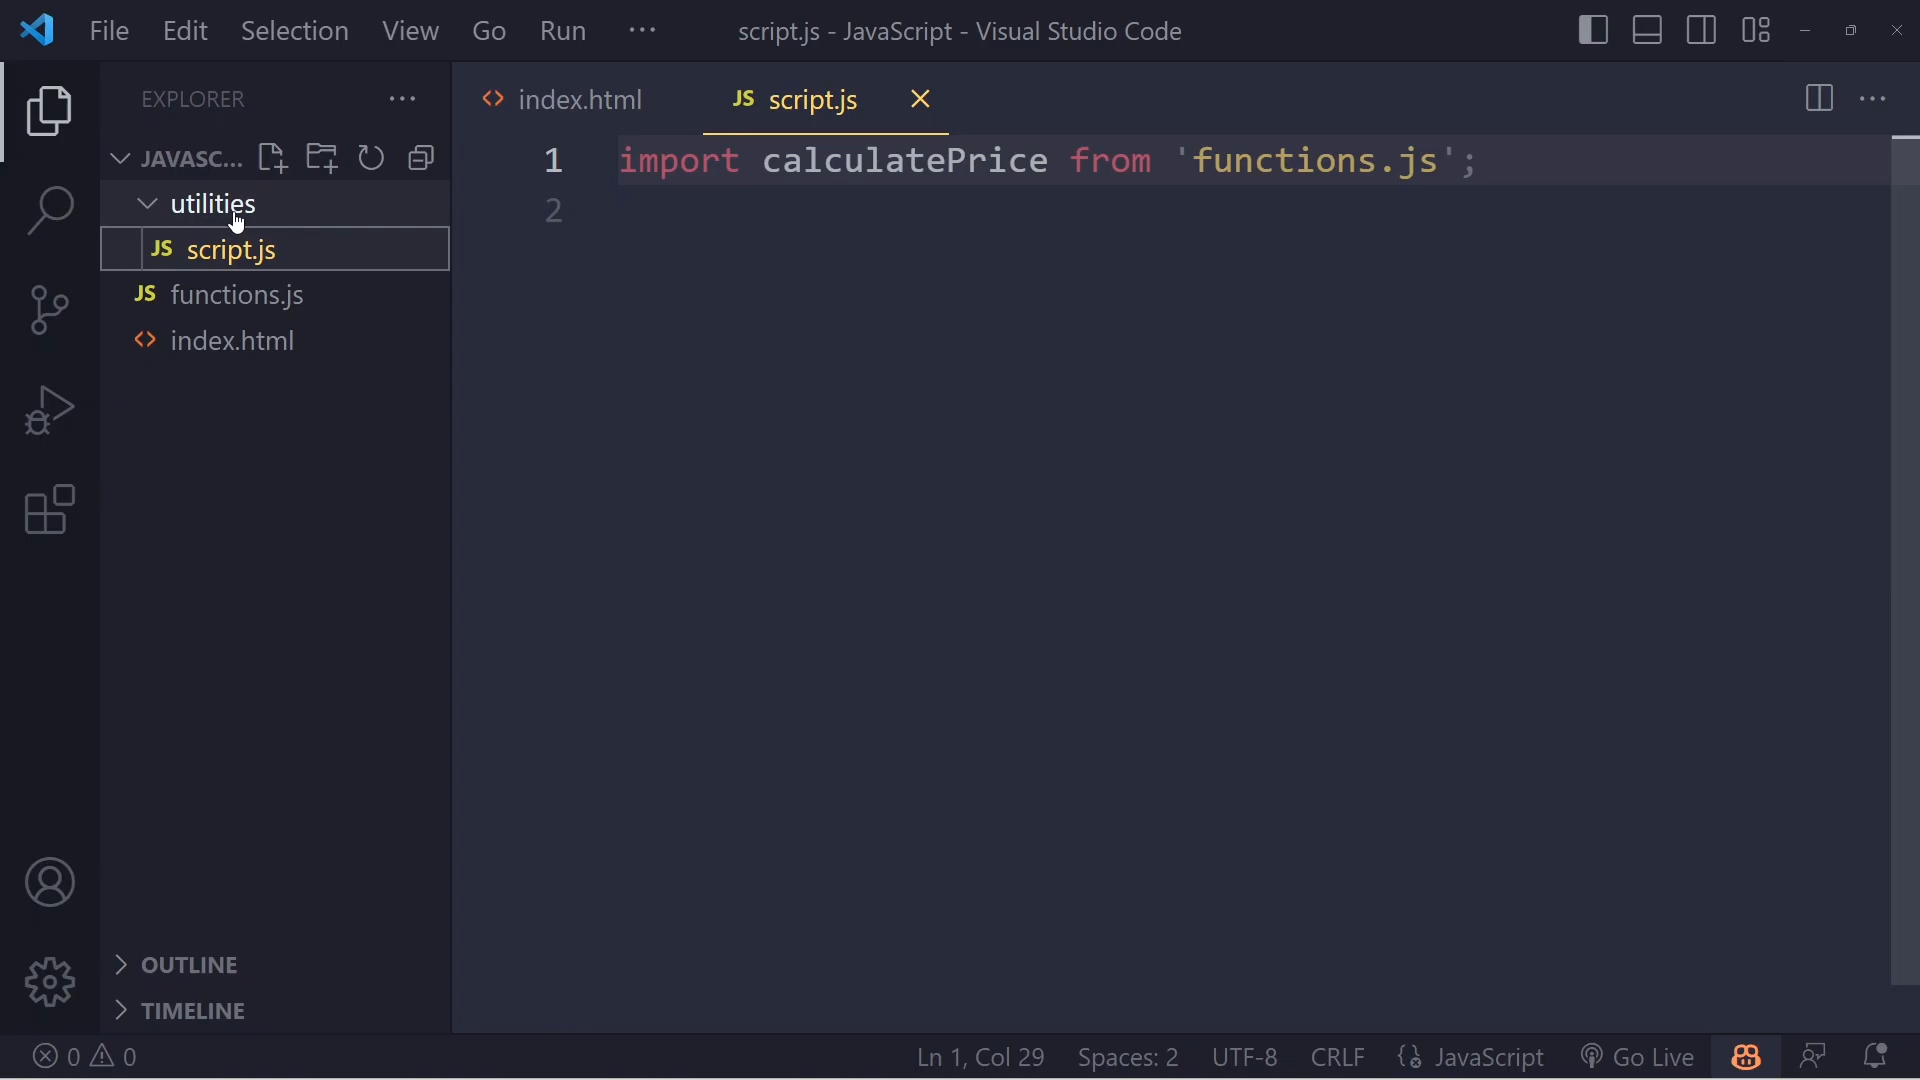 File Edit Selection View Go Run ... script.js - JavaScript - Visual Studio Code
EXPLORER ...
index.html JS script.js
JAVASC...
utilities
JS script.js
JS functions.js
index.html
1 import calculatePrice from 'functions.js';
2
OUTLINE
TIMELINE
0 0 Ln 1, Col 29 Spaces: 2 UTF-8 CRLF JavaScript Go Live